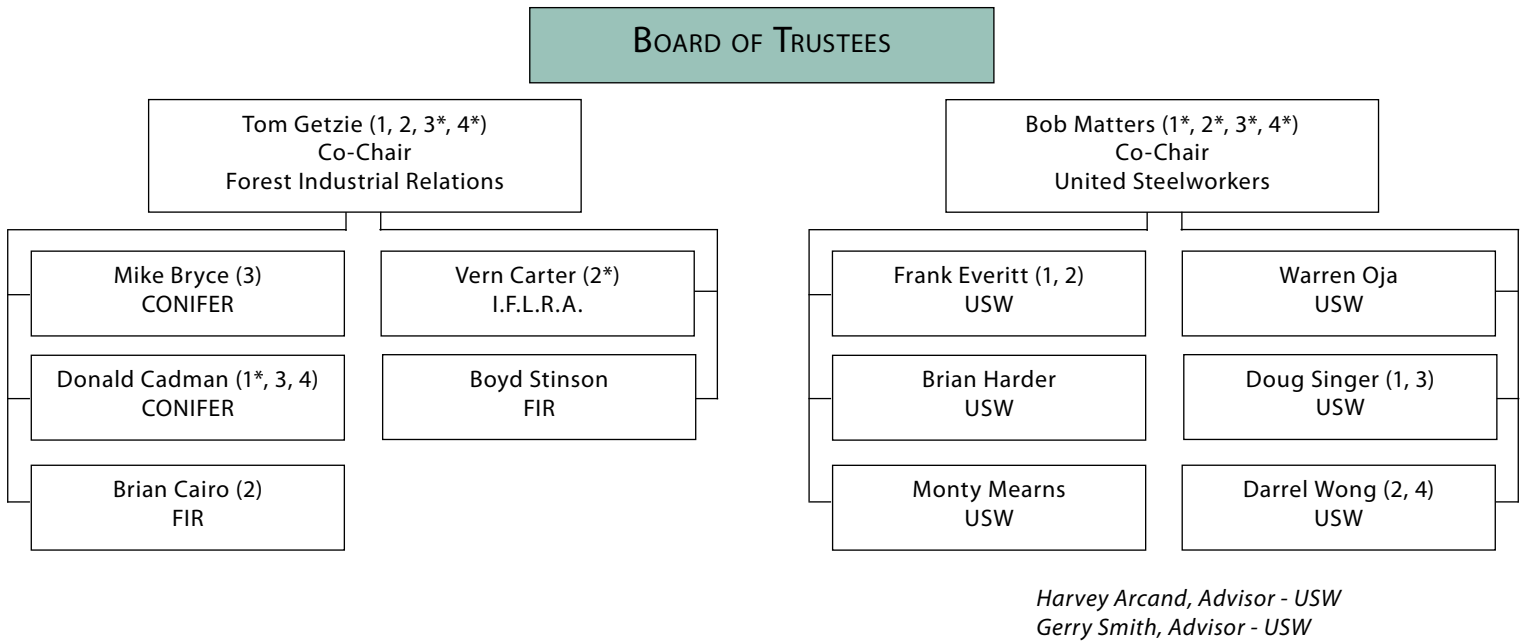 BOARD OF TRUSTEES
Tom Getzie (1, 2, 3*, 4*)
Co-Chair
Forest Industrial Relations
Bob Matters (1*, 2*, 3*, 4*)
Co-Chair
United Steelworkers
Mike Bryce (3)
CONIFER
Vern Carter (2*)
I.F.L.R.A.
Donald Cadman (1*, 3, 4)
CONIFER
Boyd Stinson
FIR
Brian Cairo (2)
FIR
Frank Everitt (1, 2)
USW
Warren Oja
USW
Brian Harder
USW
Doug Singer (1, 3)
USW
Monty Mearns
USW
Darrel Wong (2, 4)
USW
Harvey Arcand, Advisor - USW
Gerry Smith, Advisor - USW